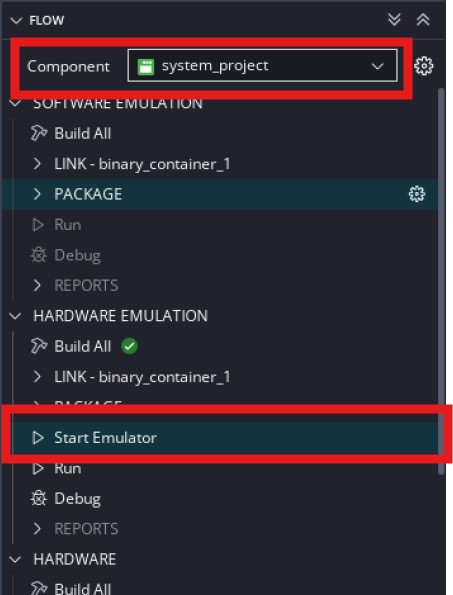 FLOW
Component system_project
SOFTWARE EMULATION
Build All
LINK - binary_container_1
PACKAGE
Run
Debug
REPORTS
HARDWARE EMULATION
Build All
LINK - binary_container_1
PACKAGE
Start Emulator
Run
Debug
REPORTS
HARDWARE
Build All